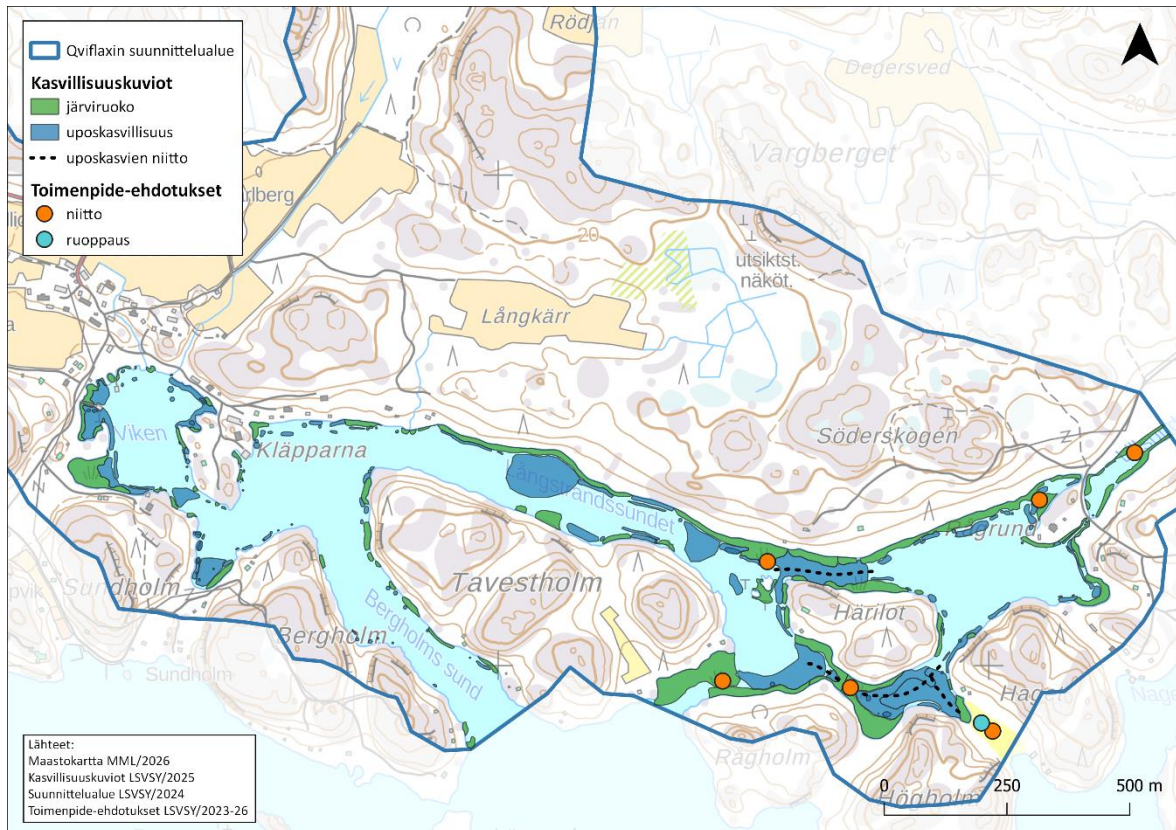 Qviflaxin suunnittelualue
Kasvillisuuskuviot
järviruoko
uposkasvillisuus
uposkasvien niitto
Toimenpide-ehdotukset
niitto
ruoppaus
Rödjan
Degersved
20
Vargberget
rlberg
20
utsiktst.
näköt.
Långkärr
Söderskogen
Viken
Kläpparna
Långstrandssundet
Tavestholm
Härilot
Sundholm
Bergholm
Bergholms sund
Sundholm
Rågholm
Högholm
Lähteet:
Maastokartta MML/2026
Kasvillisuuskuviot LSVSY/2025
Suunnittelualue LSVSY/2024
Toimenpide-ehdotukset LSVSY/2023-26
0 250 500 m